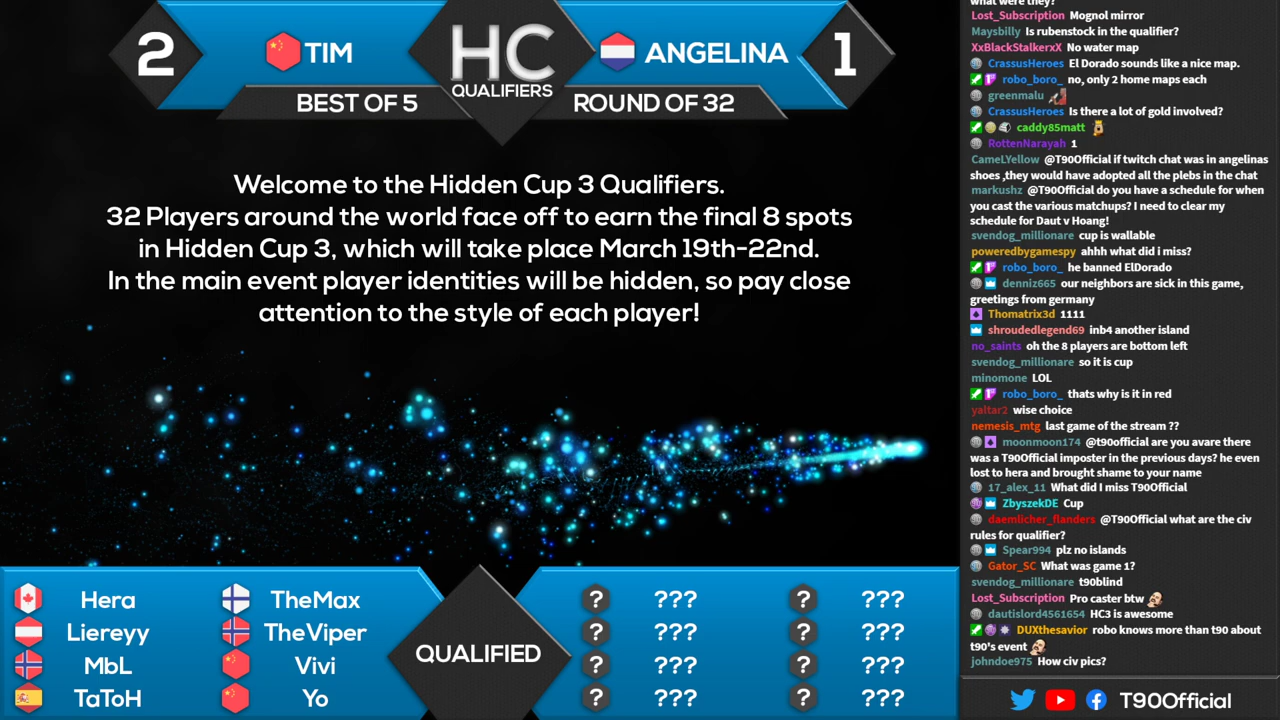 2
TIM
HC
QUALIFIERS
ANGELINA
1
BEST OF 5
ROUND OF 32
Welcome to the Hidden Cup 3 Qualifiers.
32 Players around the world face off to earn the final 8 spots
in Hidden Cup 3, which will take place March 19th-22nd.
In the main event player identities will be hidden, so pay close
attention to the style of each player!
Hera
TheMax
Liereyy
TheViper
MbL
Vivi
TaToH
Yo
QUALIFIED
? ??? ? ???
? ??? ? ???
? ??? ? ???
? ??? ? ???
what were they?
Lost_Subscription Mognol mirror
Maysbilly Is rubenstock in the qualifier?
XxBlackStalkerxX No water map
CrassusHeroes El Dorado sounds like a nice map.
robo_boro_ no, only 2 home maps each
greenmalu
CrassusHeroes Is there a lot of gold involved?
caddy85matt
RottenNarayah 1
CameLYellow @T90Official if twitch chat was in angelinas
shoes ,they would have adopted all the plebs in the chat
markushz @T90Official do you have a schedule for when
you cast the various matchups? I need to clear my
schedule for Daut v Hoang!
svendog_millionare cup is wallable
poweredbygamespy ahhh what did i miss?
robo_boro_ he banned ElDorado
denniz665 our neighbors are sick in this game,
greetings from germany
Thomatrix3d 1111
shroudedlegend69 inb4 another island
no_saints oh the 8 players are bottom left
svendog_millionare so it is cup
minomone LOL
robo_boro_ thats why is it in red
yaltar2 wise choice
nemesis_mtg last game of the stream ??
moonmoon174 @t90official are you avare there
was a T90Official imposter in the previous days? he even
lost to hera and brought shame to your name
17_alex_11 What did I miss T90Official
ZbyszekDE Cup
daemlicher_flanders @T90Official what are the civ
rules for qualifier?
Spear994 plz no islands
Gator_SC What was game 1?
svendog_millionare t90blind
Lost_Subscription Pro caster btw
dautislord4561654 HC3 is awesome
DUXthesavior robo knows more than t90 about
t90's event
johndoe975 How civ pics?
T90Official